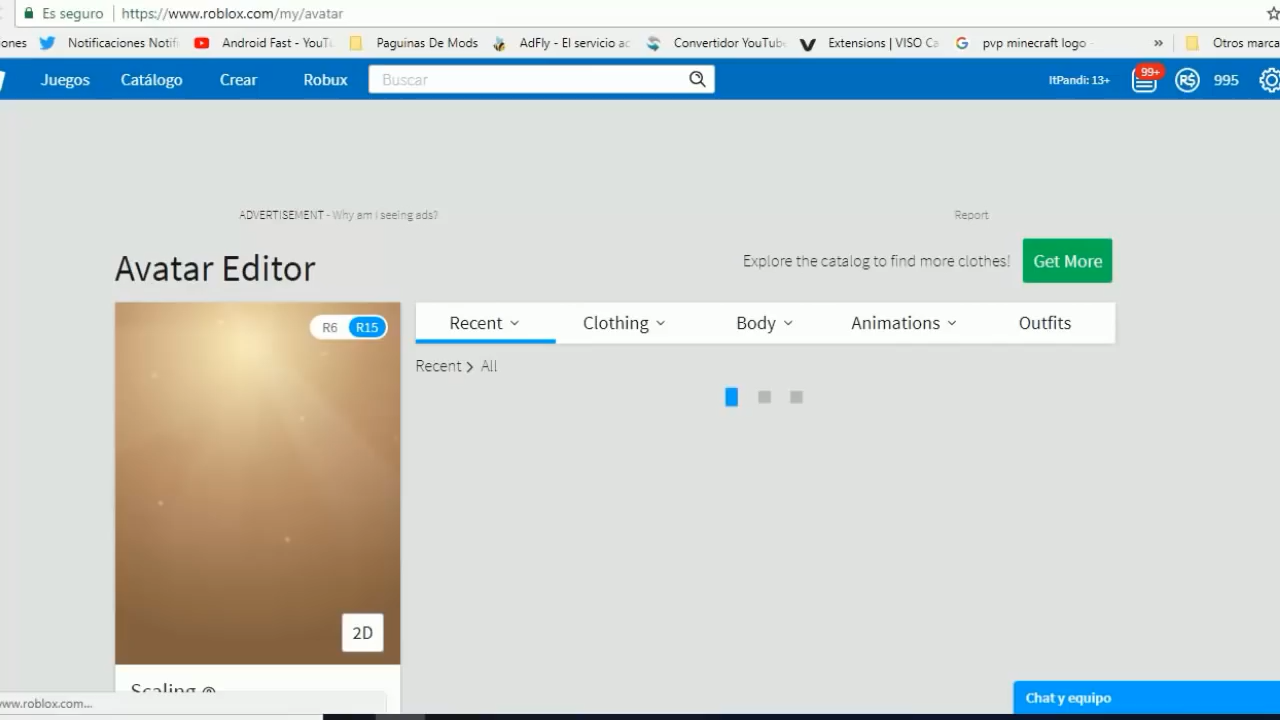 Es seguro https://www.roblox.com/my/avatar
ones Notificaciones Notifi Android Fast - YouTu Paguinas De Mods AdFly - El servicio ac Convertidor YouTube Extensions | VISO Ca pvp minecraft logo - » Otros marca
Juegos Catálogo Crear Robux Buscar ItPandi: 13+ 99+ R$ 995
ADVERTISEMENT - Why am I seeing ads? Report
Avatar Editor Explore the catalog to find more clothes! Get More
R6 R15 Recent Clothing Body Animations Outfits
Recent > All
2D
Scaling
www.roblox.com... Chat y equipo